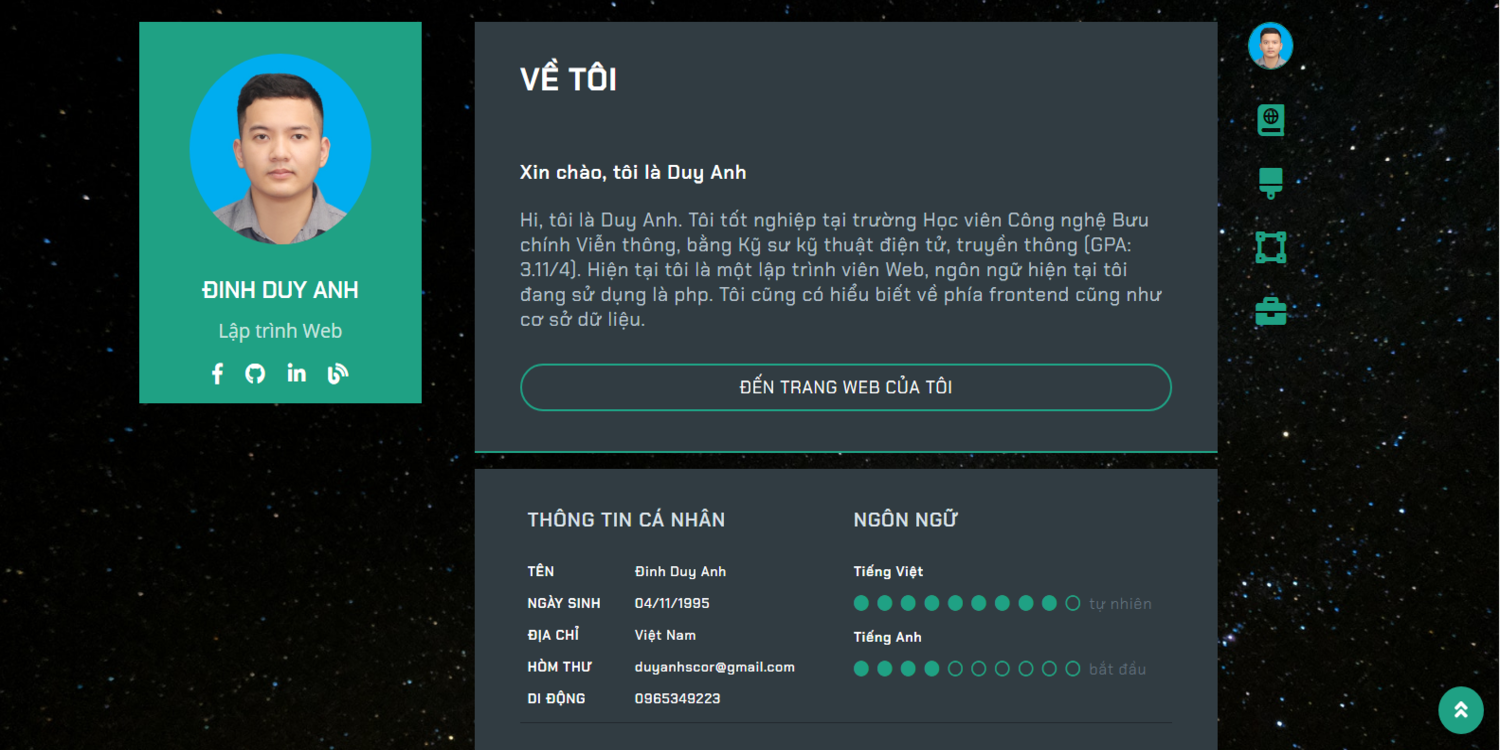 ĐINH DUY ANH
Lập trình Web
VỀ TÔI
Xin chào, tôi là Duy Anh
Hi, tôi là Duy Anh. Tôi tốt nghiệp tại trường Học viên Công nghệ Bưu
chính Viễn thông, bằng Kỹ sư kỹ thuật điện tử, truyền thông (GPA:
3.11/4). Hiện tại tôi là một lập trình viên Web, ngôn ngữ hiện tại tôi
đang sử dụng là php. Tôi cũng có hiểu biết về phía frontend cũng như
cơ sở dữ liệu.
ĐẾN TRANG WEB CỦA TÔI
THÔNG TIN CÁ NHÂN
TÊN Đinh Duy Anh
NGÀY SINH 04/11/1995
ĐỊA CHỈ Việt Nam
HÒM THƯ duyanhscor@gmail.com
DI ĐỘNG 0965349223
NGÔN NGỮ
Tiếng Việt
tự nhiên
Tiếng Anh
bắt đầu